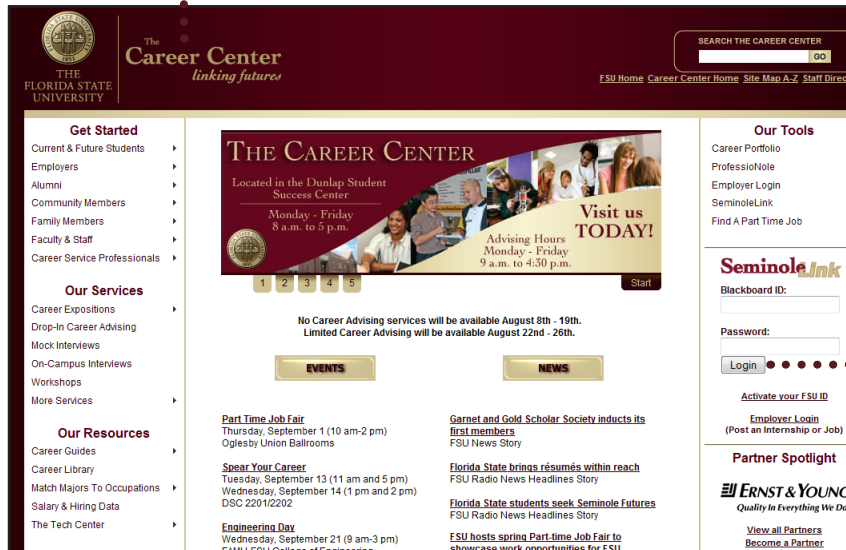 THE
FLORIDA STATE
UNIVERSITY
1851
The
Career Center
linking futures
SEARCH THE CAREER CENTER
GO
FSU Home Career Center Home Site Map A-Z Staff Direc
Get Started
Current & Future Students
Employers
Alumni
Community Members
Family Members
Faculty & Staff
Career Service Professionals
Our Services
Career Expositions
Drop-In Career Advising
Mock Interviews
On-Campus Interviews
Workshops
More Services
Our Resources
Career Guides
Career Library
Match Majors To Occupations
Salary & Hiring Data
The Tech Center
THE CAREER CENTER
Located in the Dunlap Student
Success Center
Monday - Friday
8 a.m. to 5 p.m.
Advising Hours
Monday - Friday
9 a.m. to 4:30 p.m.
Visit us
TODAY!
1 2 3 4 5
Start
No Career Advising services will be available August 8th - 19th.
Limited Career Advising will be available August 22nd - 26th.
EVENTS
NEWS
Part Time Job Fair
Thursday, September 1 (10 am-2 pm)
Oglesby Union Ballrooms
Spear Your Career
Tuesday, September 13 (11 am and 5 pm)
Wednesday, September 14 (1 pm and 2 pm)
DSC 2201/2202
Engineering Day
Wednesday, September 21 (9 am-3 pm)
FAMU-FSU College of Engineering
Garnet and Gold Scholar Society inducts its
first members
FSU News Story
Florida State brings résumés within reach
FSU Radio News Headlines Story
Florida State students seek Seminole Futures
FSU Radio News Headlines Story
FSU hosts spring Part-time Job Fair to
showcase work opportunities for FSU
Our Tools
Career Portfolio
ProfessioNole
Employer Login
SeminoleLink
Find A Part Time Job
SeminoleLink
Blackboard ID:
Password:
Login
Activate your FSU ID
Employer Login
(Post an Internship or Job)
Partner Spotlight
ERNST & YOUNG
Quality In Everything We Do
View all Partners
Become a Partner